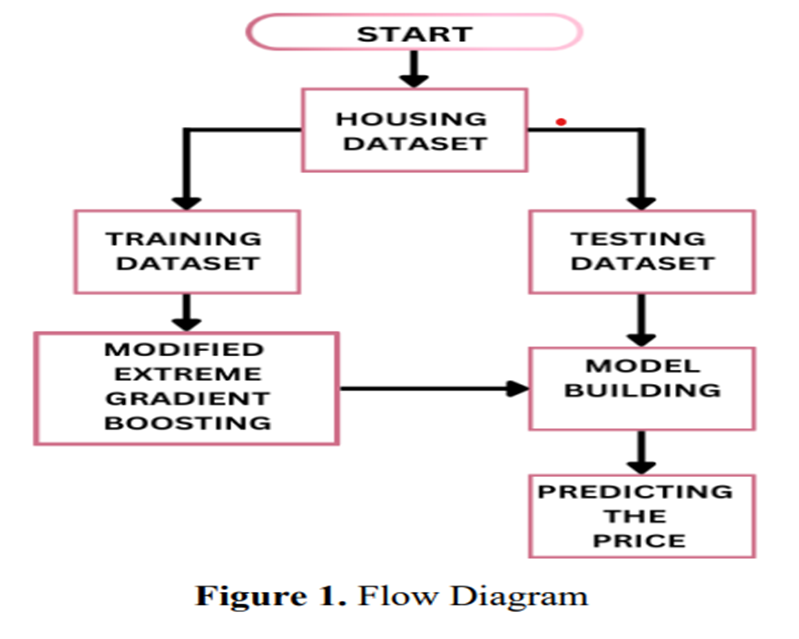 START
HOUSING
DATASET
TRAINING
DATASET
TESTING
DATASET
MODIFIED
EXTREME
GRADIENT
BOOSTING
MODEL
BUILDING
PREDICTING
THE
PRICE
Figure 1. Flow Diagram